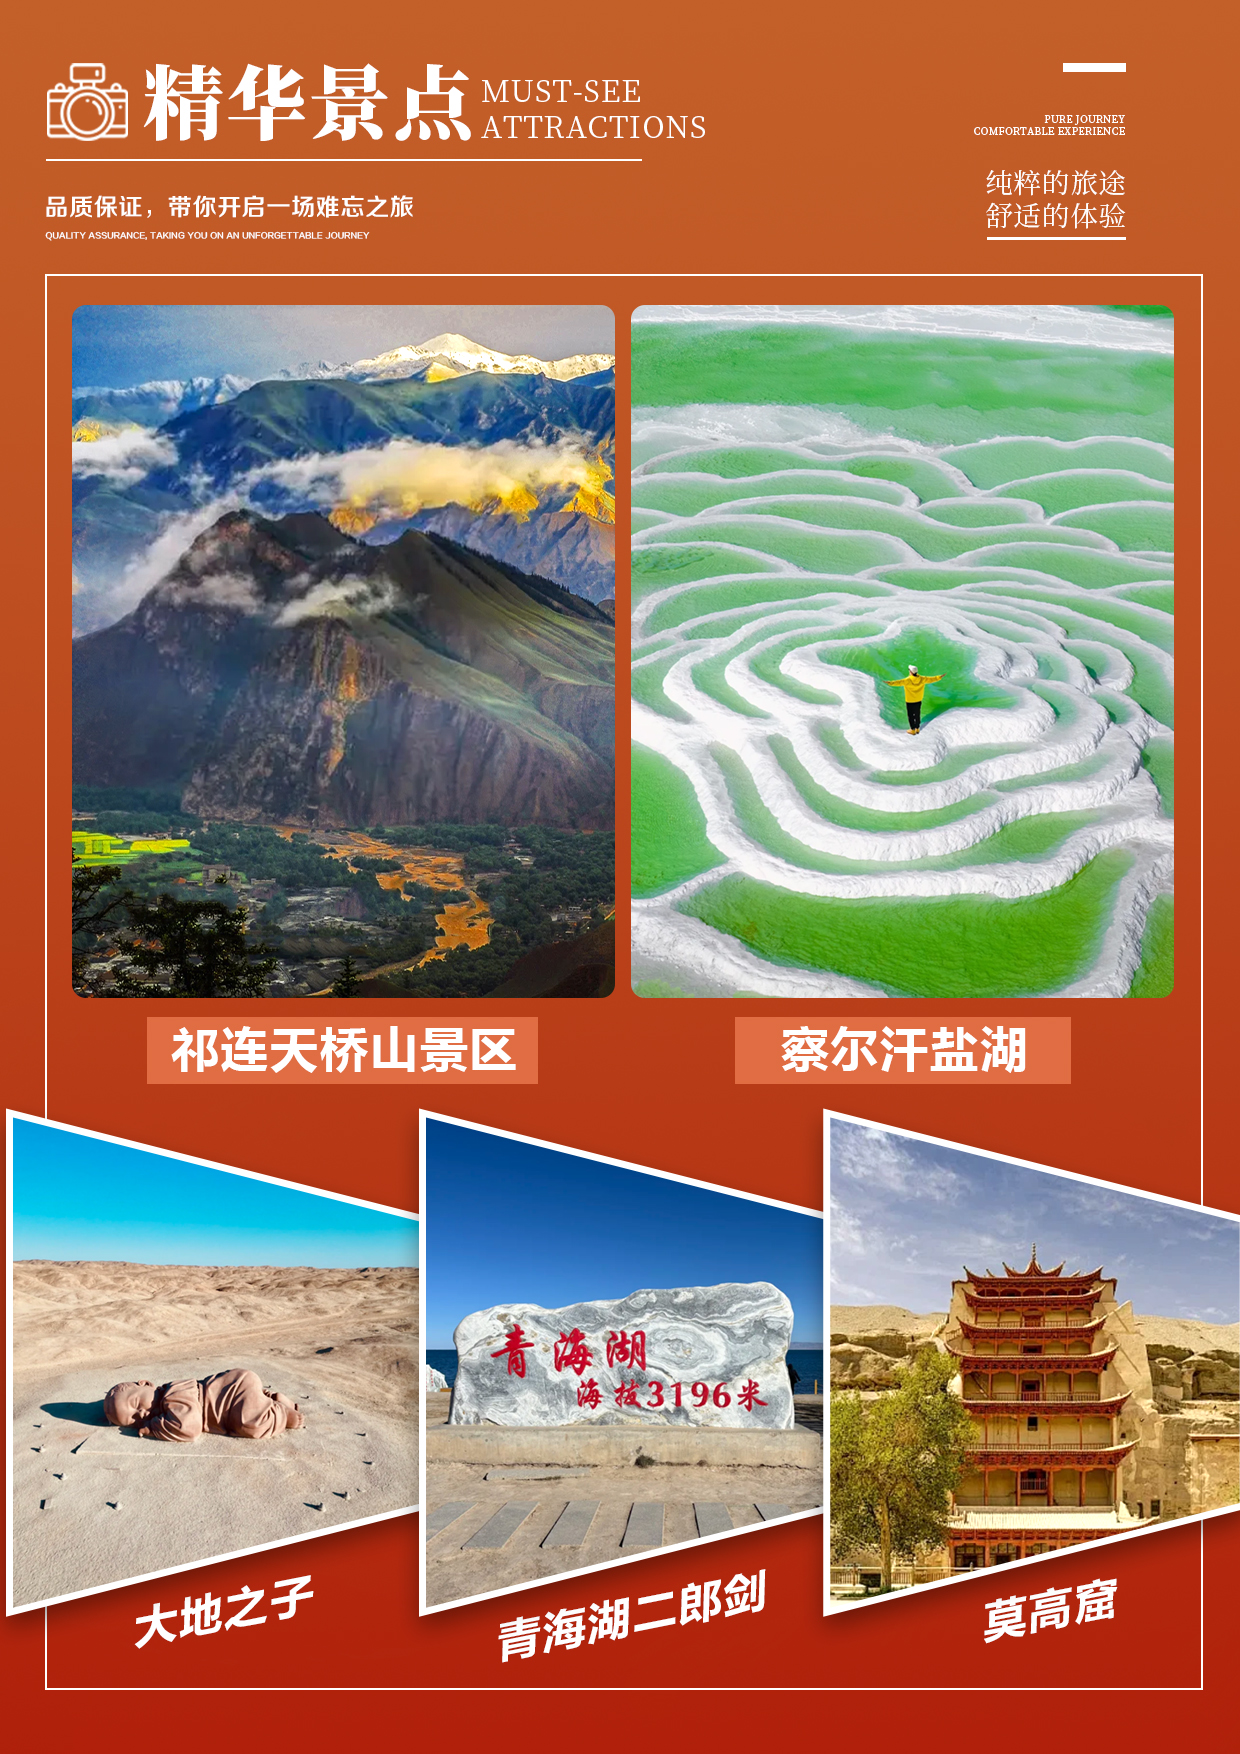 精华景点
MUST-SEE
ATTRACTIONS
PURE JOURNEY
COMFORTABLE EXPERIENCE
纯粹的旅途
舒适的体验
品质保证，带你开启一场难忘之旅
QUALITY ASSURANCE, TAKING YOU ON AN UNFORGETTABLE JOURNEY
祁连天桥山景区
察尔汗盐湖
青海湖
海拔3196米
大地之子
青海湖二郎剑
莫高窟